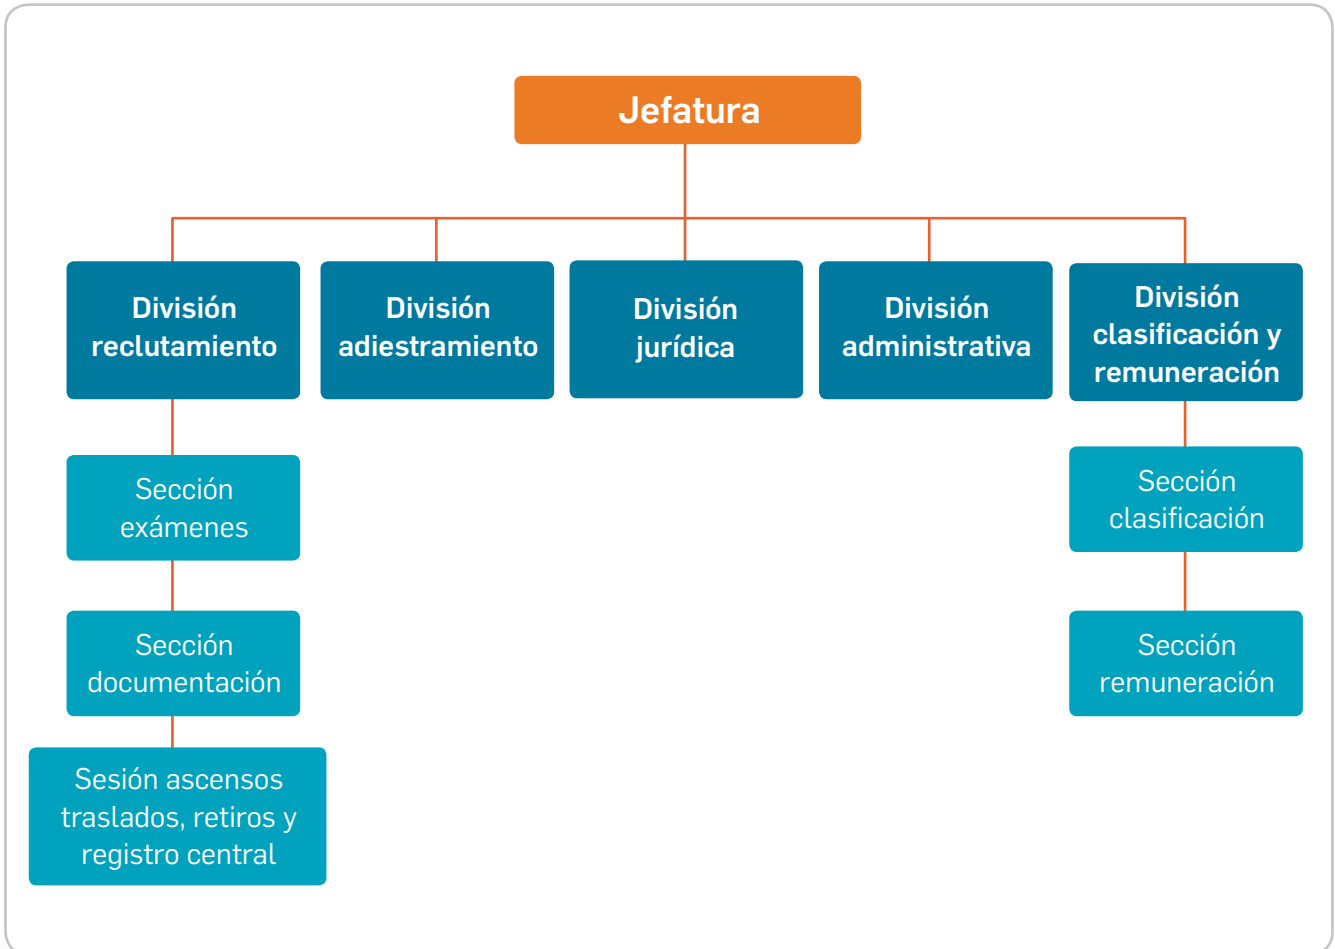 Jefatura
División
reclutamiento
División
adiestramiento
División
jurídica
División
administrativa
División
clasificación y
remuneración
Sección
exámenes
Sección
documentación
Sesión ascensos
traslados, retiros y
registro central
Sección
clasificación
Sección
remuneración